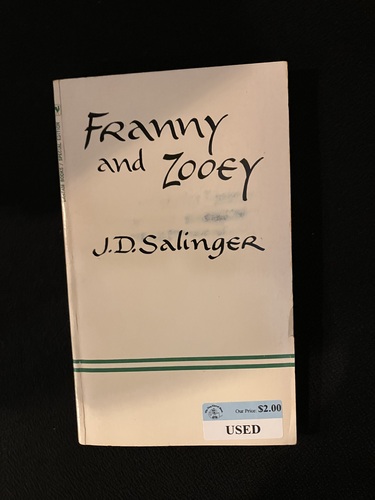 FRANNY
and ZOOEY
J.D. Salinger
Our Price: $2.00
USED